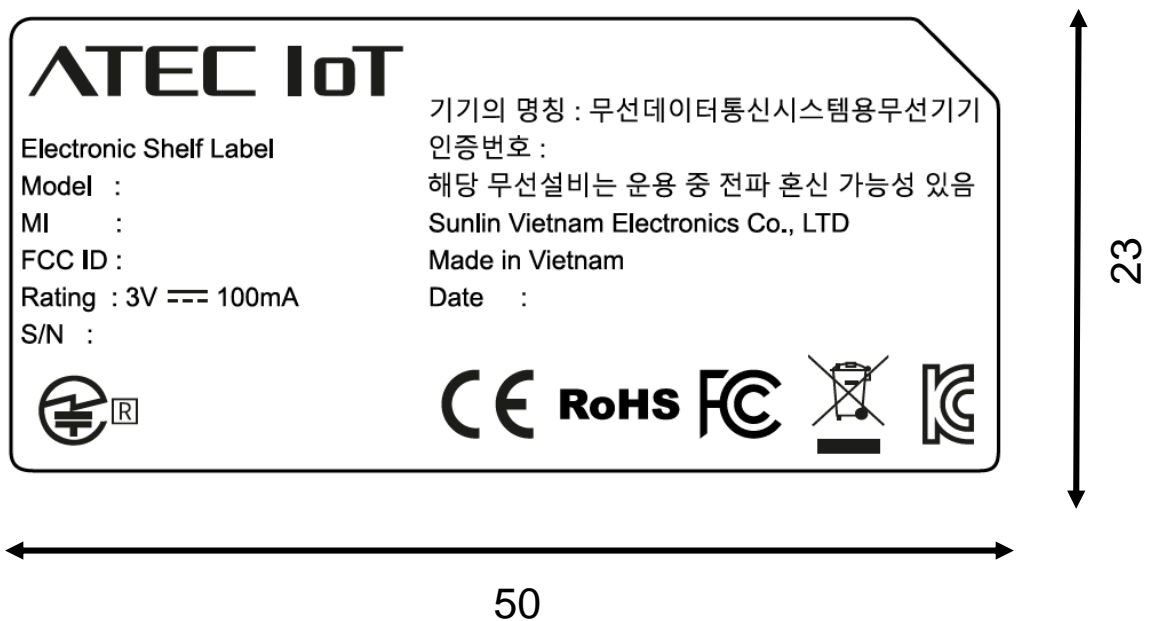 ATEC IoT
Electronic Shelf Label
Model :
MI :
FCC ID :
Rating : 3V ⎓ 100mA
S/N :
R
기기의 명칭 : 무선데이터통신시스템용무선기기
인증번호 :
해당 무선설비는 운용 중 전파 혼신 가능성 있음
Sunlin Vietnam Electronics Co., LTD
Made in Vietnam
Date :
CE RoHS FC KC
23
50